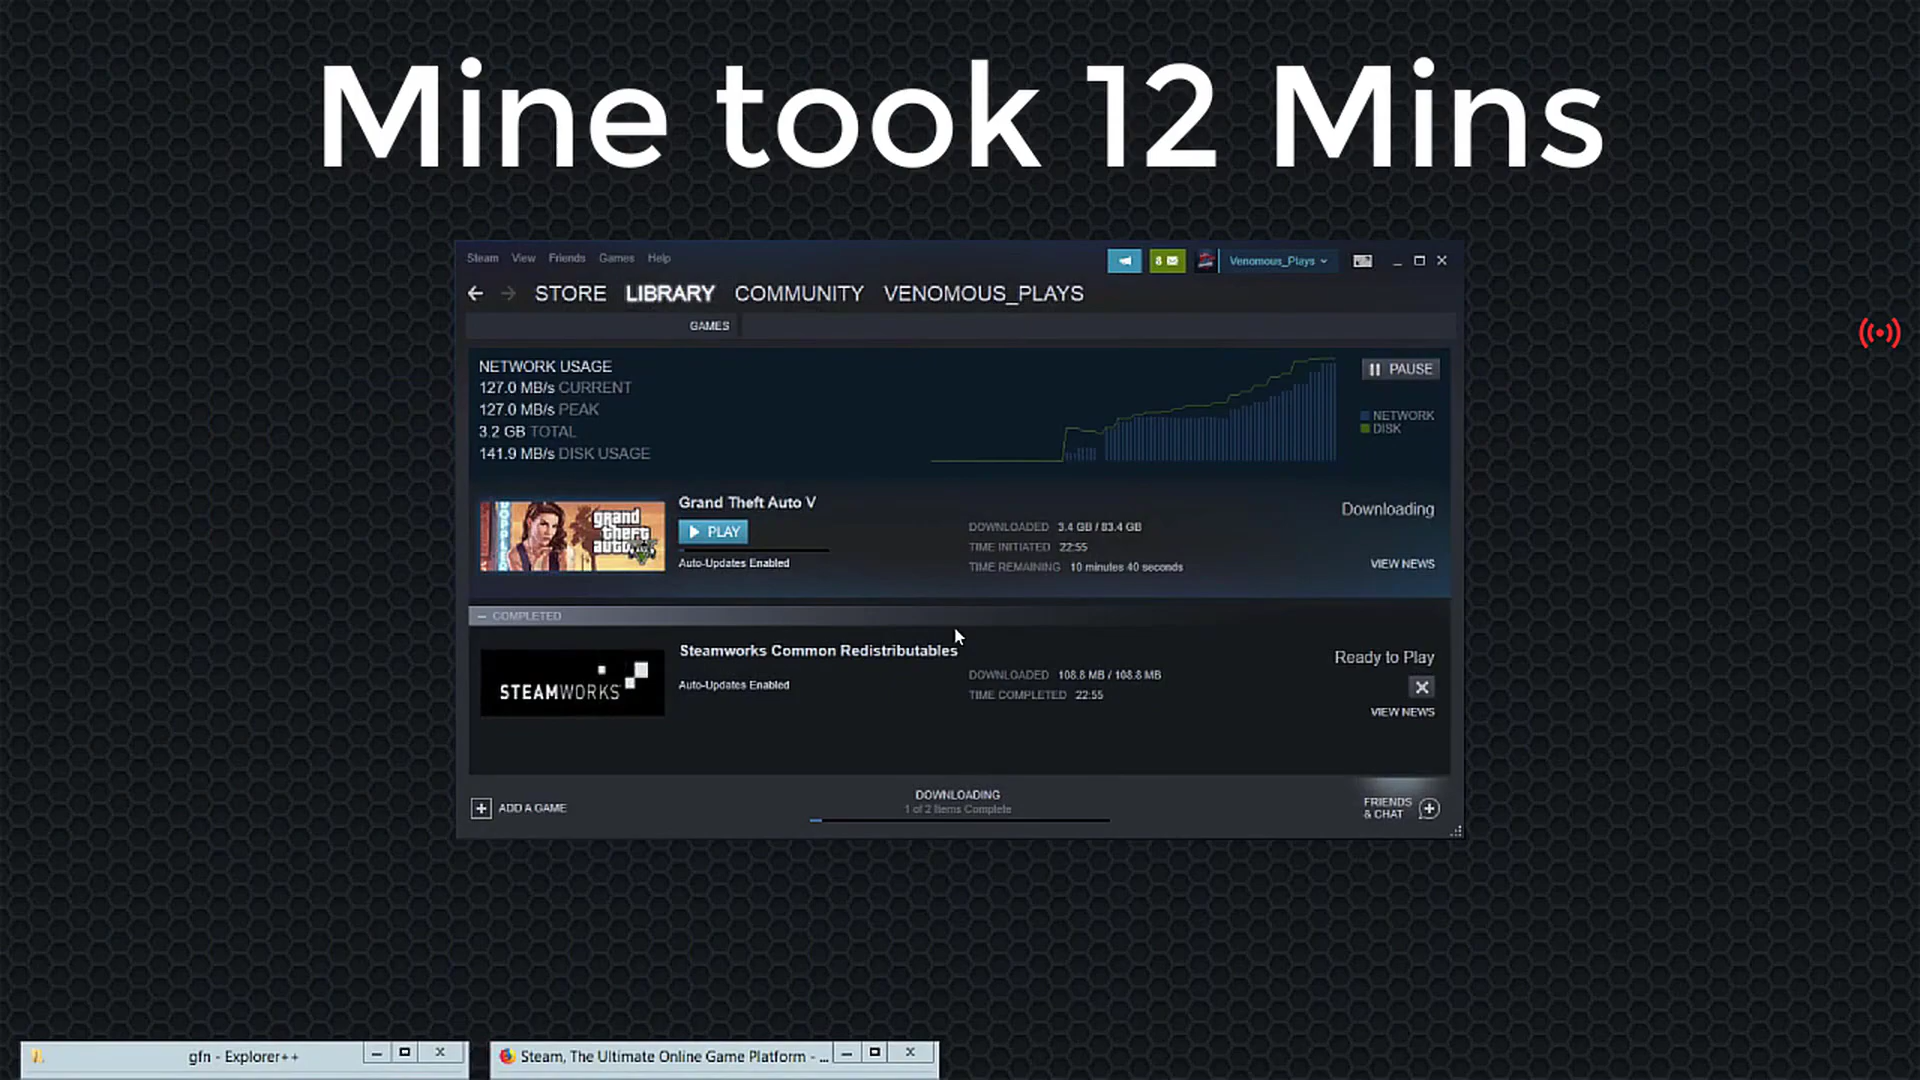 Mine took 12 Mins
Steam View Friends Games Help
8
Venomous_Plays
STORE LIBRARY COMMUNITY VENOMOUS_PLAYS
GAMES
NETWORK USAGE
127.0 MB/s CURRENT
127.0 MB/s PEAK
3.2 GB TOTAL
141.9 MB/s DISK USAGE
PAUSE
NETWORK
DISK
grand
theft
auto
Grand Theft Auto V
PLAY
Auto-Updates Enabled
DOWNLOADED 3.4 GB / 83.4 GB
TIME INITIATED 22:55
TIME REMAINING 10 minutes 40 seconds
Downloading
VIEW NEWS
COMPLETED
STEAMWORKS
Steamworks Common Redistributables
Auto-Updates Enabled
DOWNLOADED 108.8 MB / 108.8 MB
TIME COMPLETED 22:55
Ready to Play
VIEW NEWS
ADD A GAME
DOWNLOADING
1 of 2 Items Complete
FRIENDS
& CHAT
gfn - Explorer++
Steam, The Ultimate Online Game Platform - ...